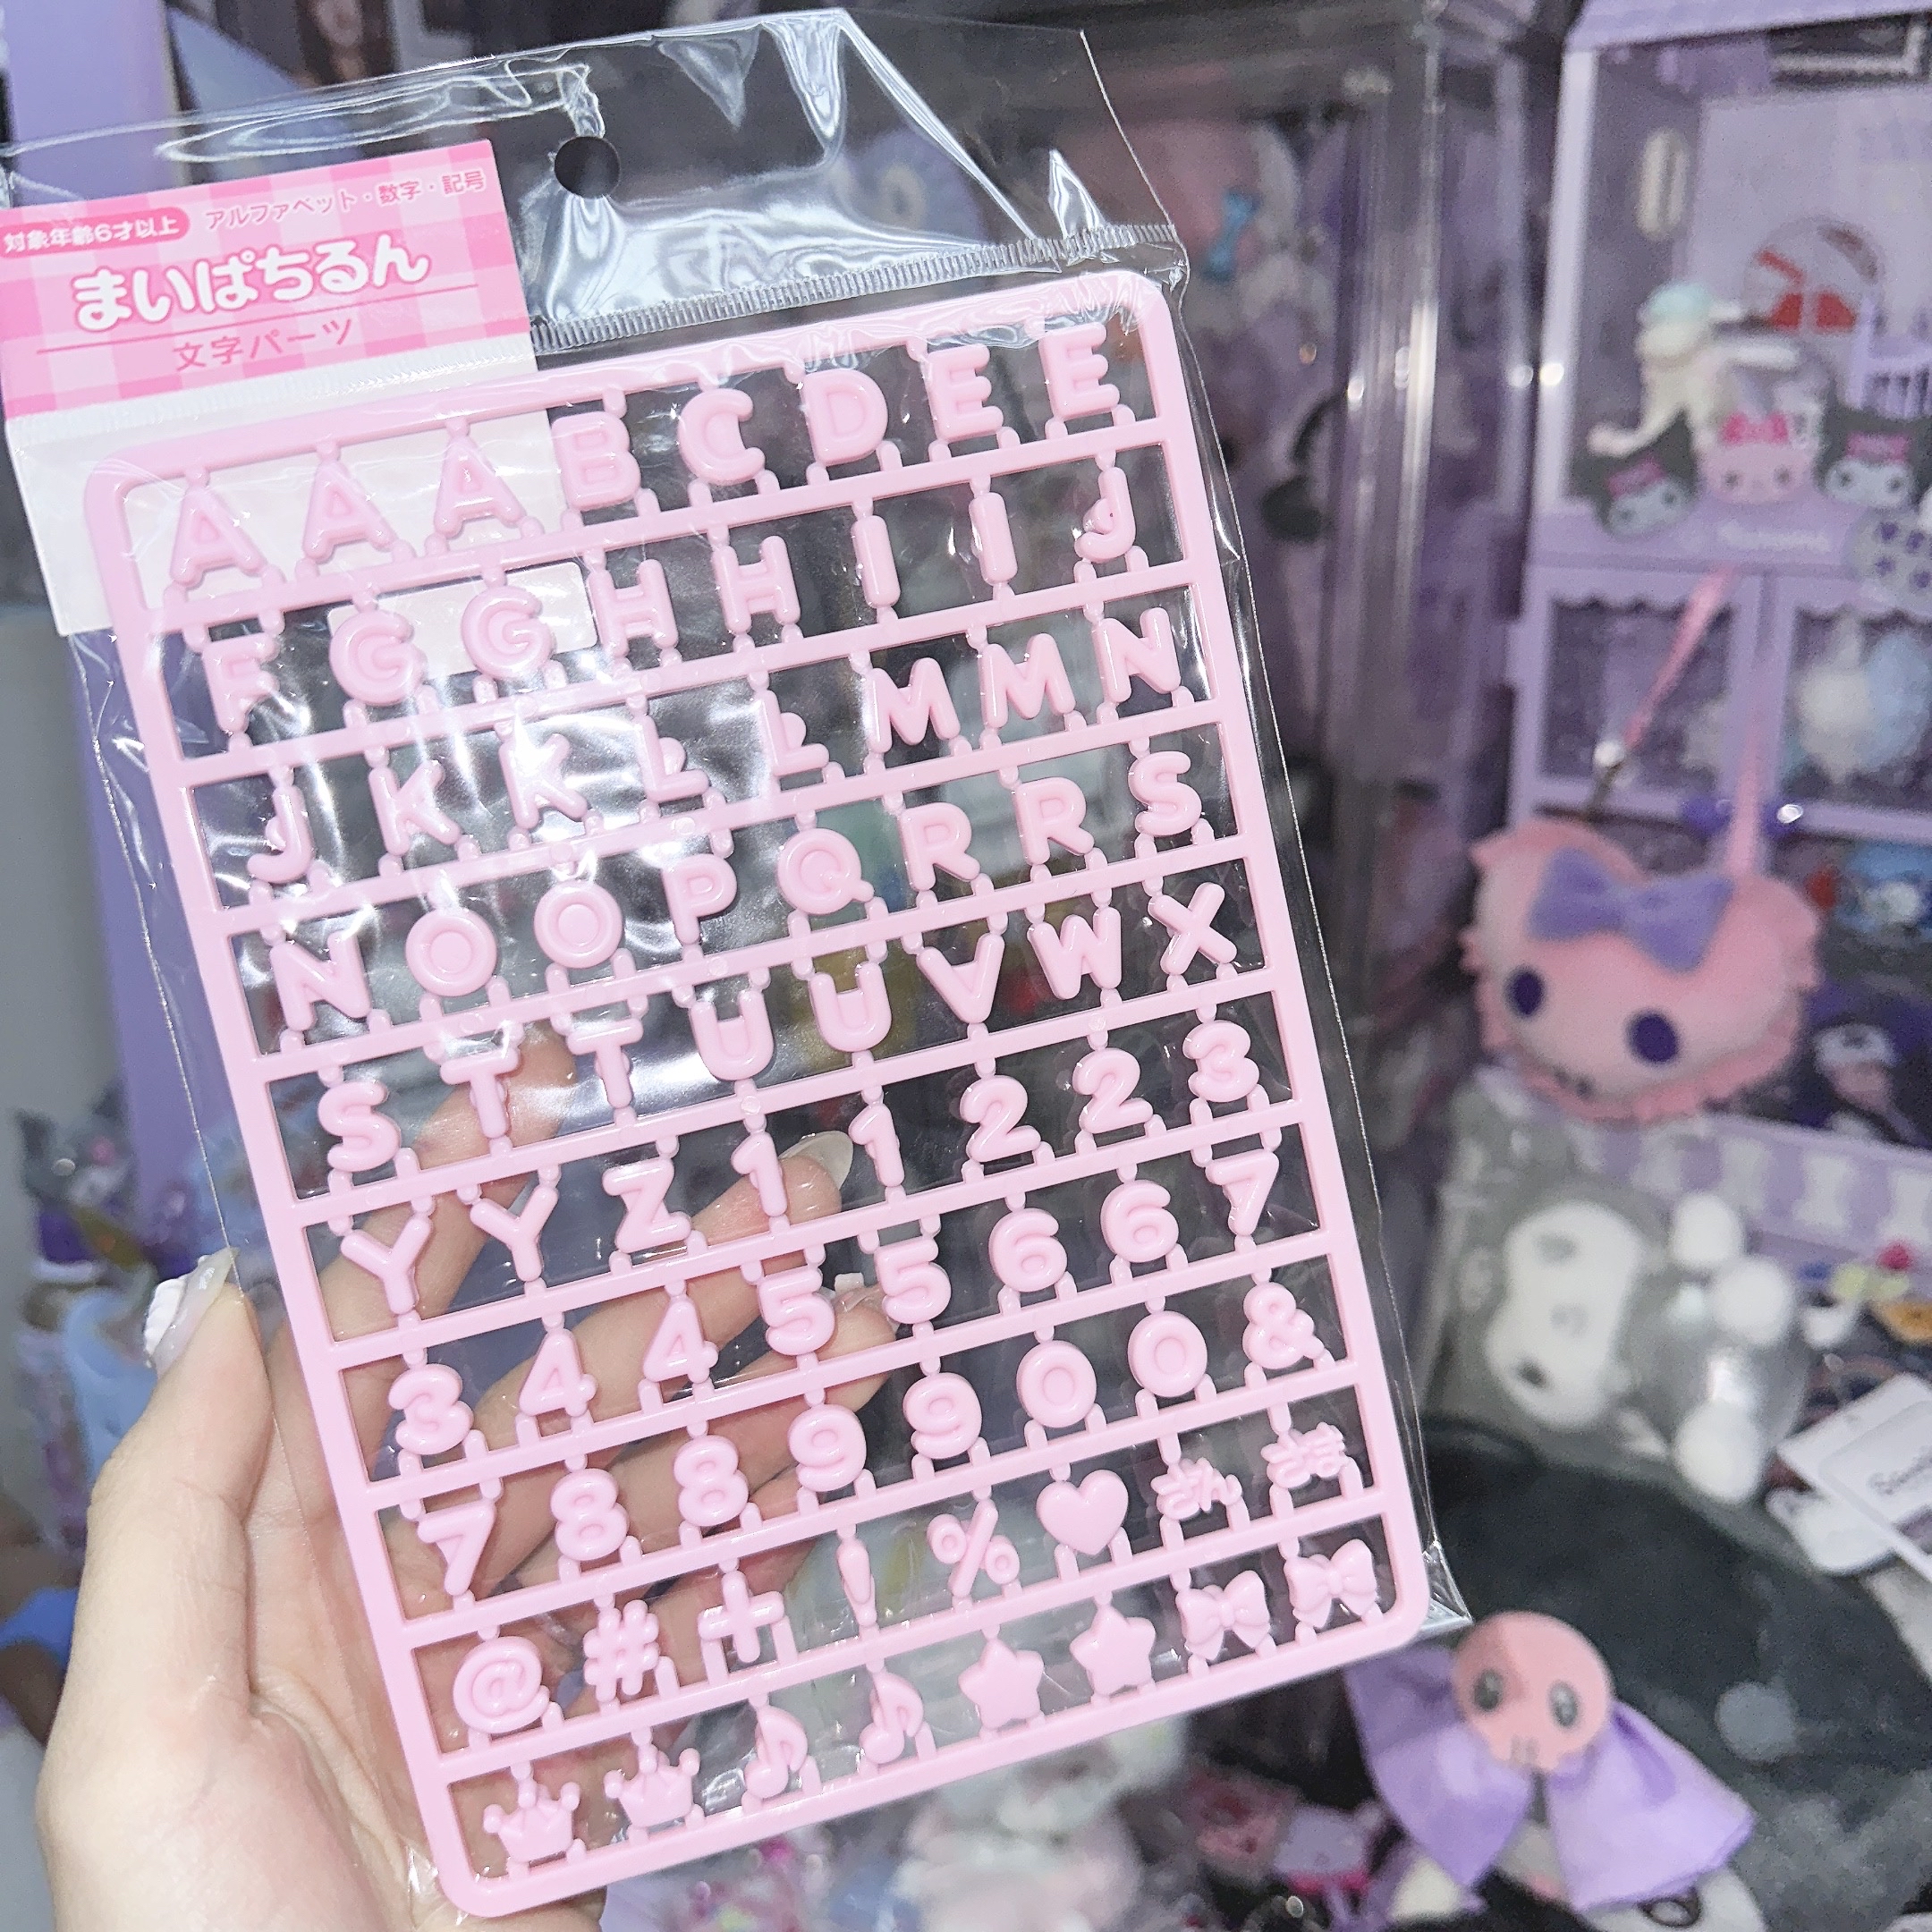 対象年齢6才以上 アルファベット・数字・記号
まいぱちるん
文字パーツ
A A A B C D E E
F G G H H I I J
J K K L L M M N
N O O P Q R R S
S T T U U V W X
Y Y Z 1 1 2 2 3
3 4 4 5 5 6 6 7
7 8 8 9 9 0 0 &
@ # + ! % ♥ さん さま
♪ ♪ ★ ★